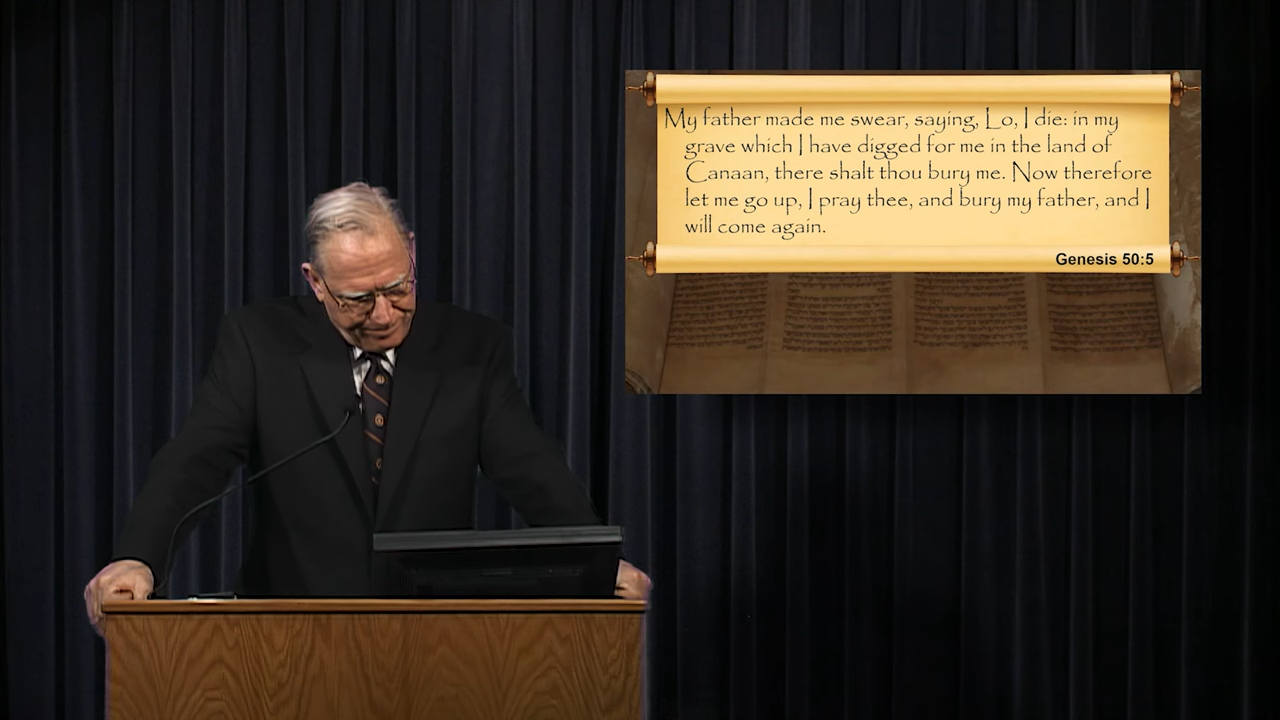 My father made me swear, saying, Lo, I die: in my
grave which I have digged for me in the land of
Canaan, there shalt thou bury me. Now therefore
let me go up, I pray thee, and bury my father, and I
will come again.
Genesis 50:5